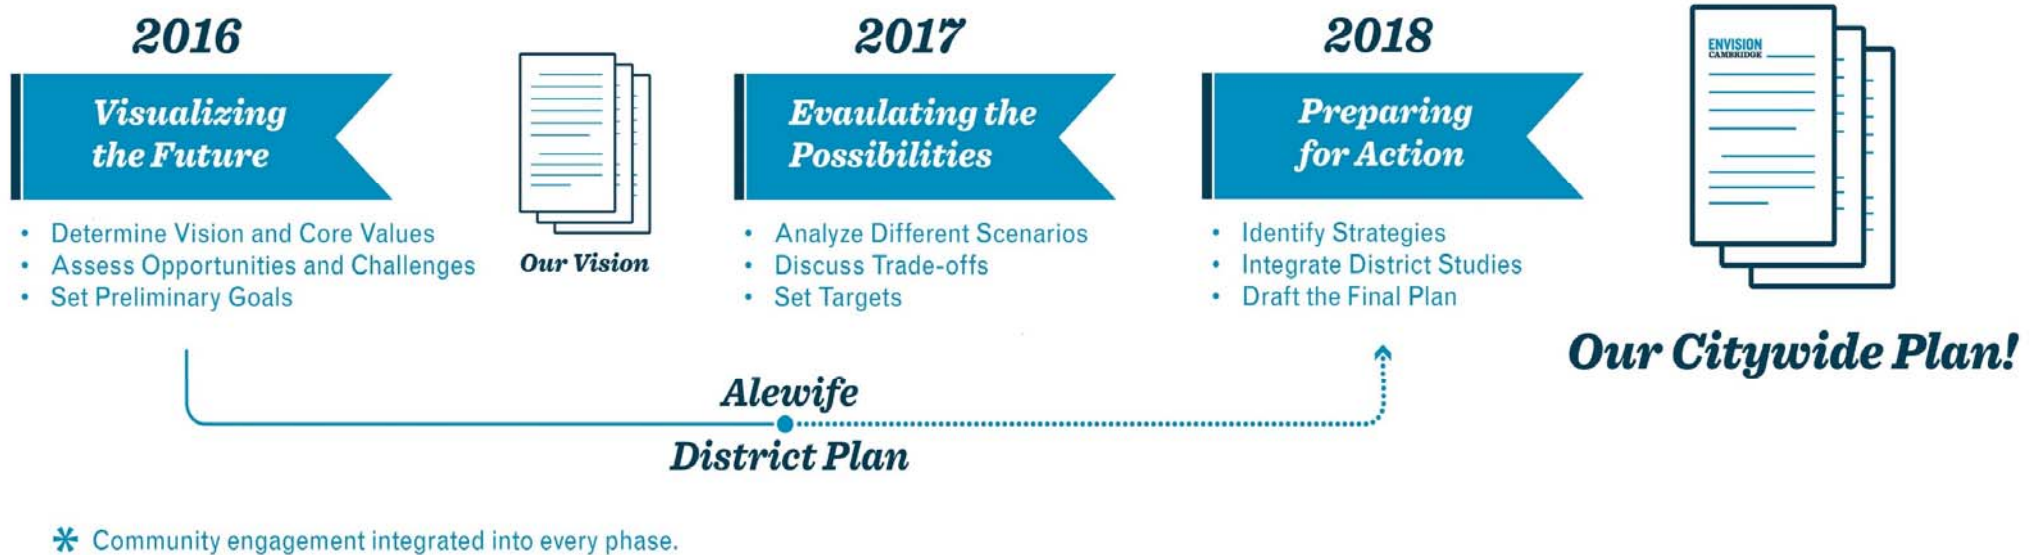 2016
Visualizing
the Future
• Determine Vision and Core Values
• Assess Opportunities and Challenges
• Set Preliminary Goals
Our Vision
2017
Evaulating the
Possibilities
• Analyze Different Scenarios
• Discuss Trade-offs
• Set Targets
2018
Preparing
for Action
• Identify Strategies
• Integrate District Studies
• Draft the Final Plan
ENVISION
CAMBRIDGE
Our Citywide Plan!
Alewife
District Plan
* Community engagement integrated into every phase.